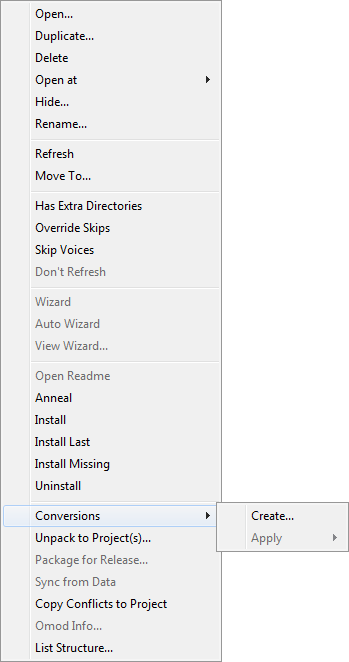 Open...
Duplicate...
Delete
Open at
Hide...
Rename...
Refresh
Move To...
Has Extra Directories
Override Skips
Skip Voices
Don't Refresh
Wizard
Auto Wizard
View Wizard...
Open Readme
Anneal
Install
Install Last
Install Missing
Uninstall
Conversions
Create...
Unpack to Project(s)...
Apply
Package for Release...
Sync from Data
Copy Conflicts to Project
Omod Info...
List Structure...